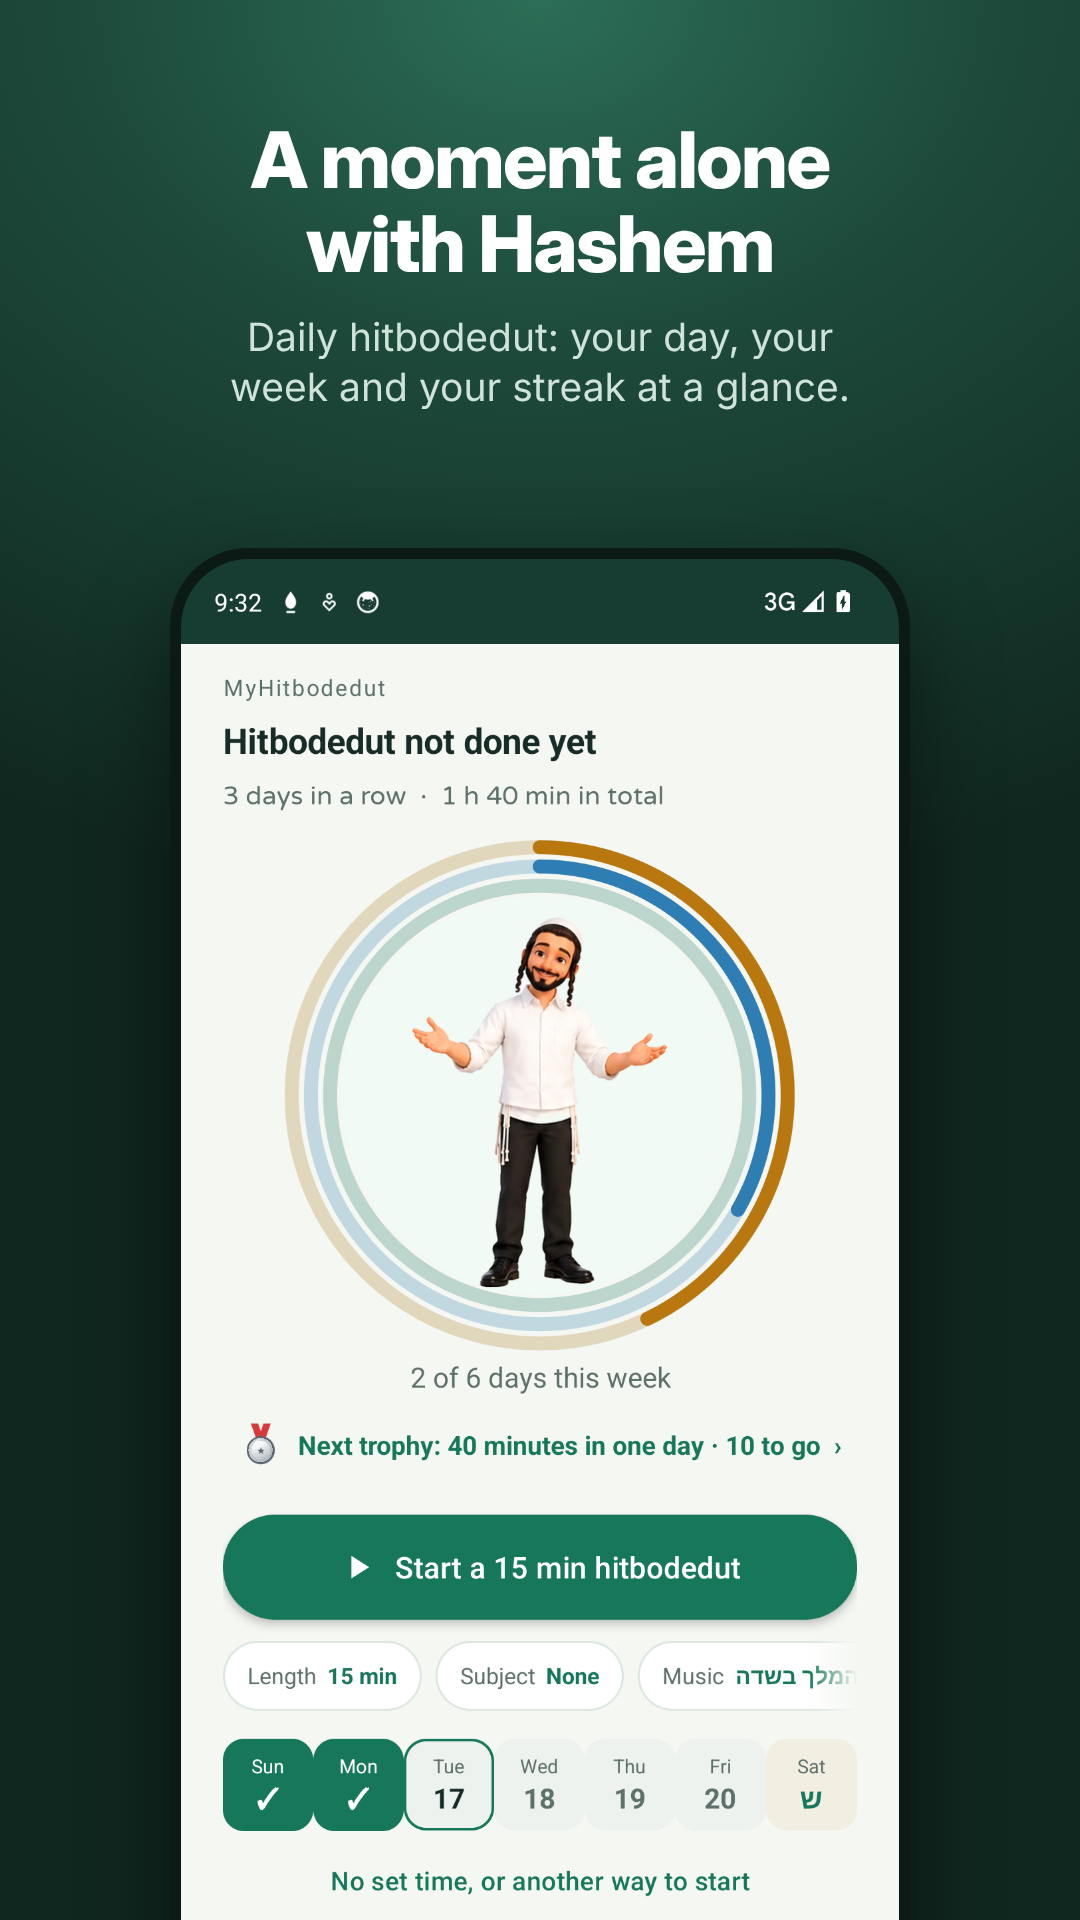 A moment alone
with Hashem
Daily hitbodedut: your day, your
week and your streak at a glance.
9:32
3G
MyHitbodedut
Hitbodedut not done yet
3 days in a row · 1 h 40 min in total
2 of 6 days this week
Next trophy: 40 minutes in one day · 10 to go ›
Start a 15 min hitbodedut
Length 15 min Subject None Music המלך בשדה
Sun Mon Tue Wed Thu Fri Sat
✓ ✓ 17 18 19 20 ש
No set time, or another way to start